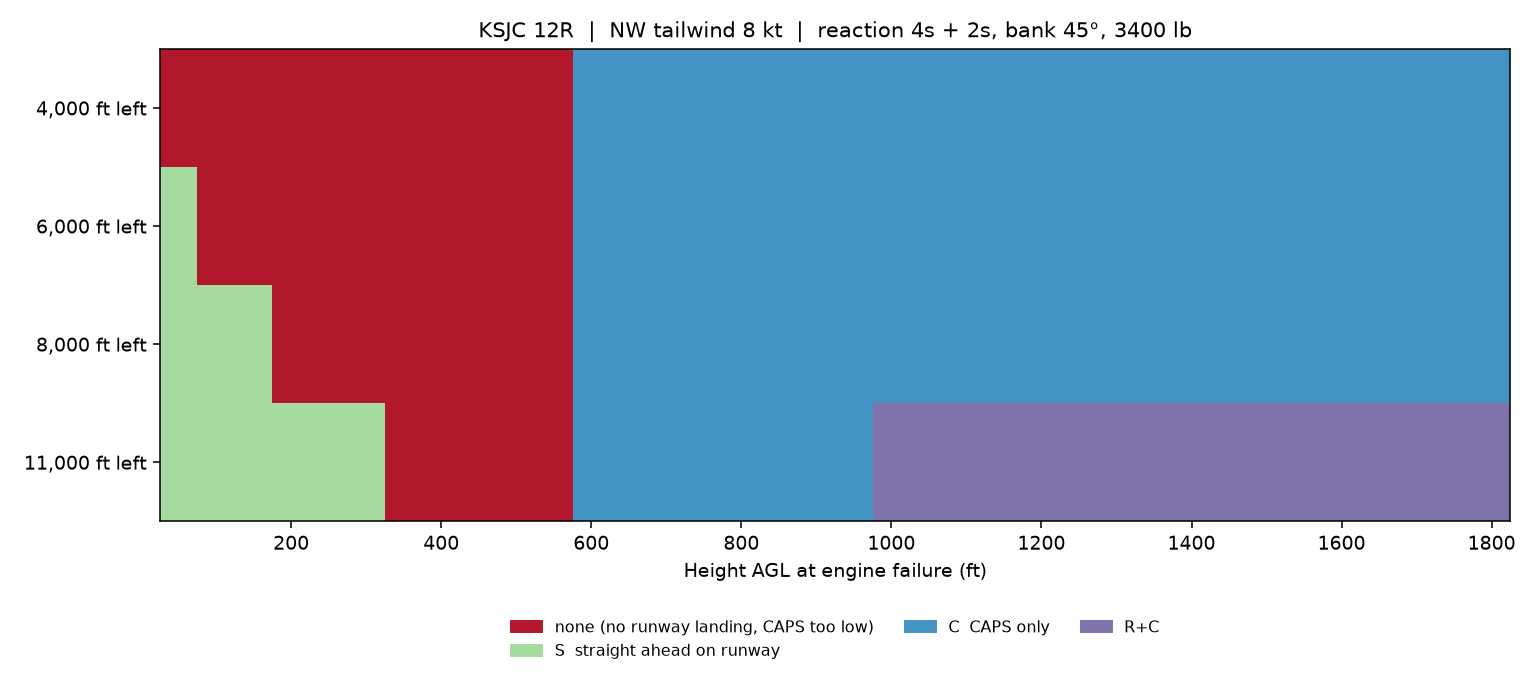 KSJC 12R | NW tailwind 8 kt | reaction 4s + 2s, bank 45°, 3400 lb
4,000 ft left
6,000 ft left
8,000 ft left
11,000 ft left
200 400 600 800 1000 1200 1400 1600 1800
Height AGL at engine failure (ft)
none (no runway landing, CAPS too low) C CAPS only R+C
S straight ahead on runway